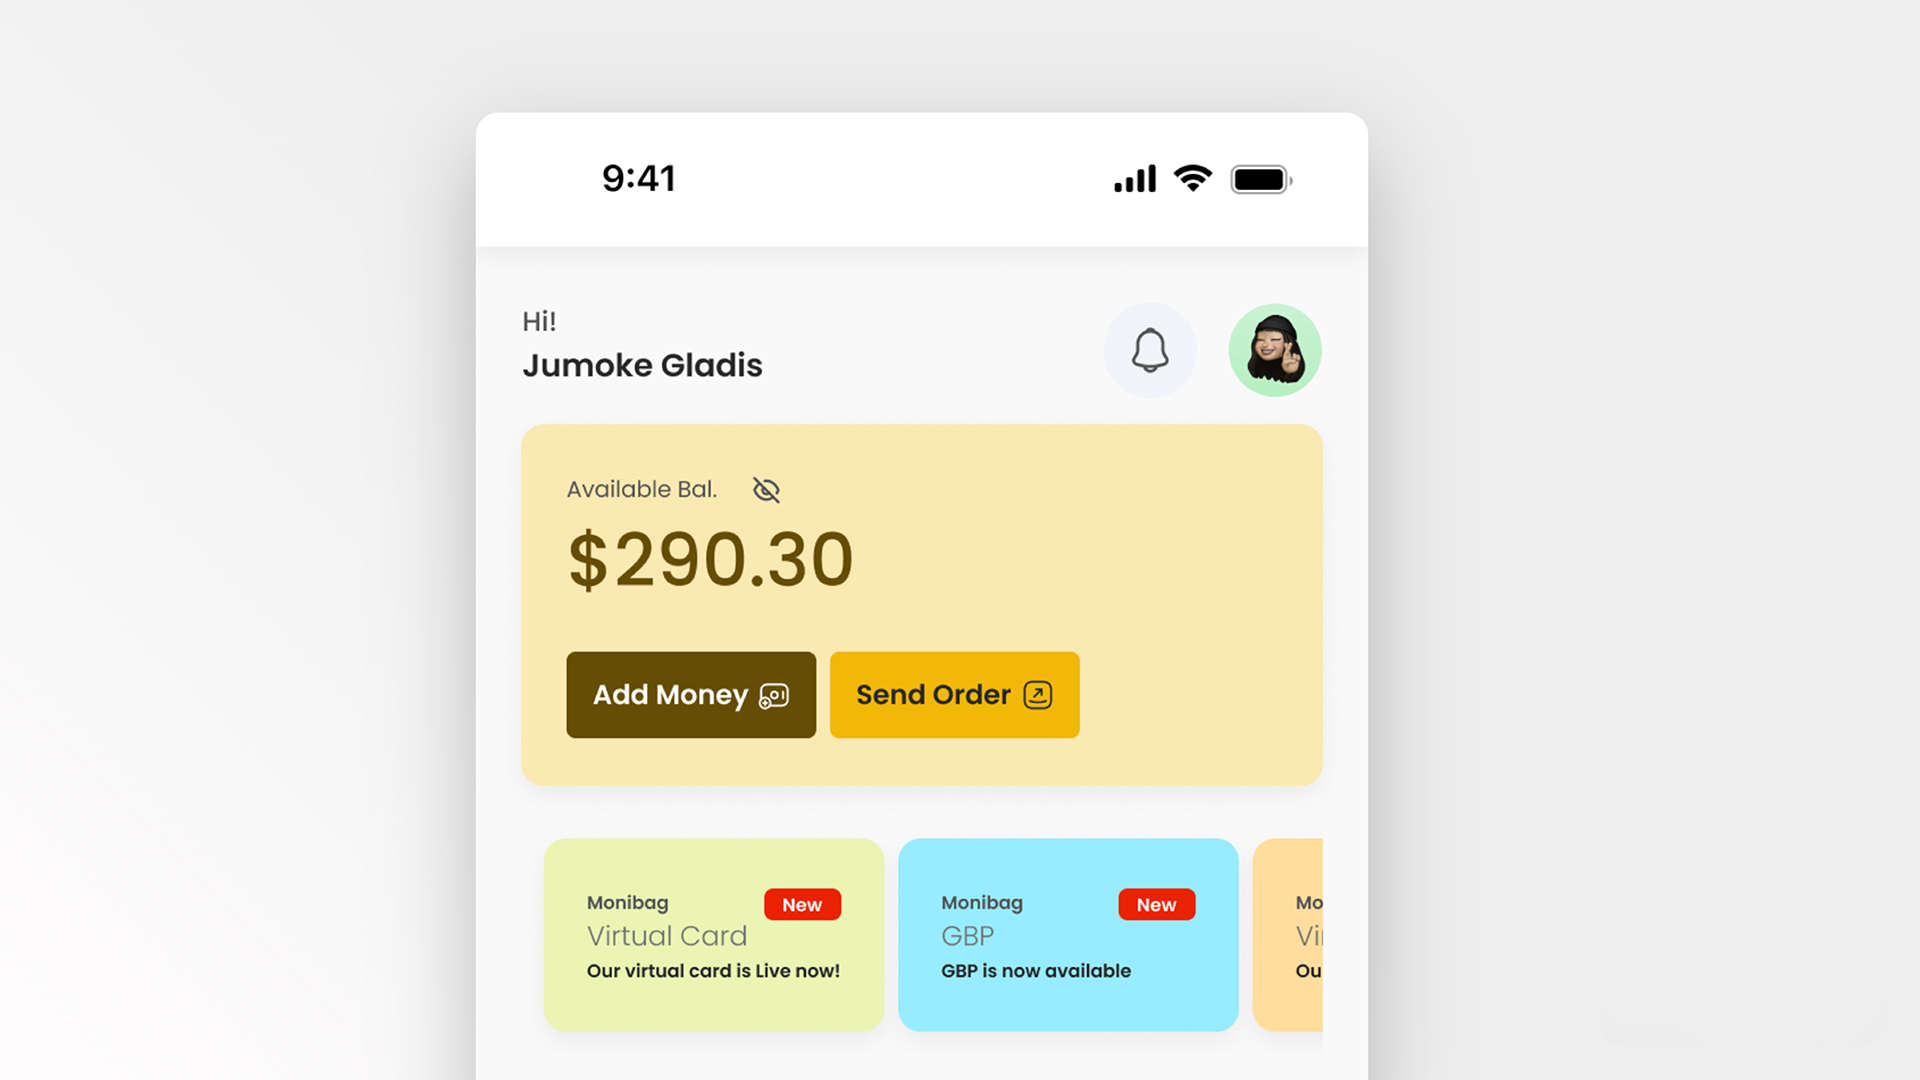 9:41
Hi!
Jumoke Gladis
Available Bal.
$290.30
Add Money
Send Order
Monibag
New
Virtual Card
Our virtual card is Live now!
Monibag
New
GBP
GBP is now available
Mo
Vi
Ou